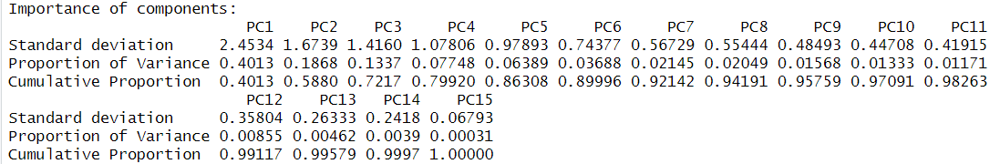 Importance of components:
                          PC1    PC2    PC3     PC4     PC5     PC6     PC7     PC8     PC9    PC10    PC11
Standard deviation     2.4534 1.6739 1.4160 1.07806 0.97893 0.74377 0.56729 0.55444 0.48493 0.44708 0.41915
Proportion of Variance 0.4013 0.1868 0.1337 0.07748 0.06389 0.03688 0.02145 0.02049 0.01568 0.01333 0.01171
Cumulative Proportion  0.4013 0.5880 0.7217 0.79920 0.86308 0.89996 0.92142 0.94191 0.95759 0.97091 0.98263
                          PC12    PC13   PC14    PC15
Standard deviation     0.35804 0.26333 0.2418 0.06793
Proportion of Variance 0.00855 0.00462 0.0039 0.00031
Cumulative Proportion  0.99117 0.99579 0.9997 1.00000